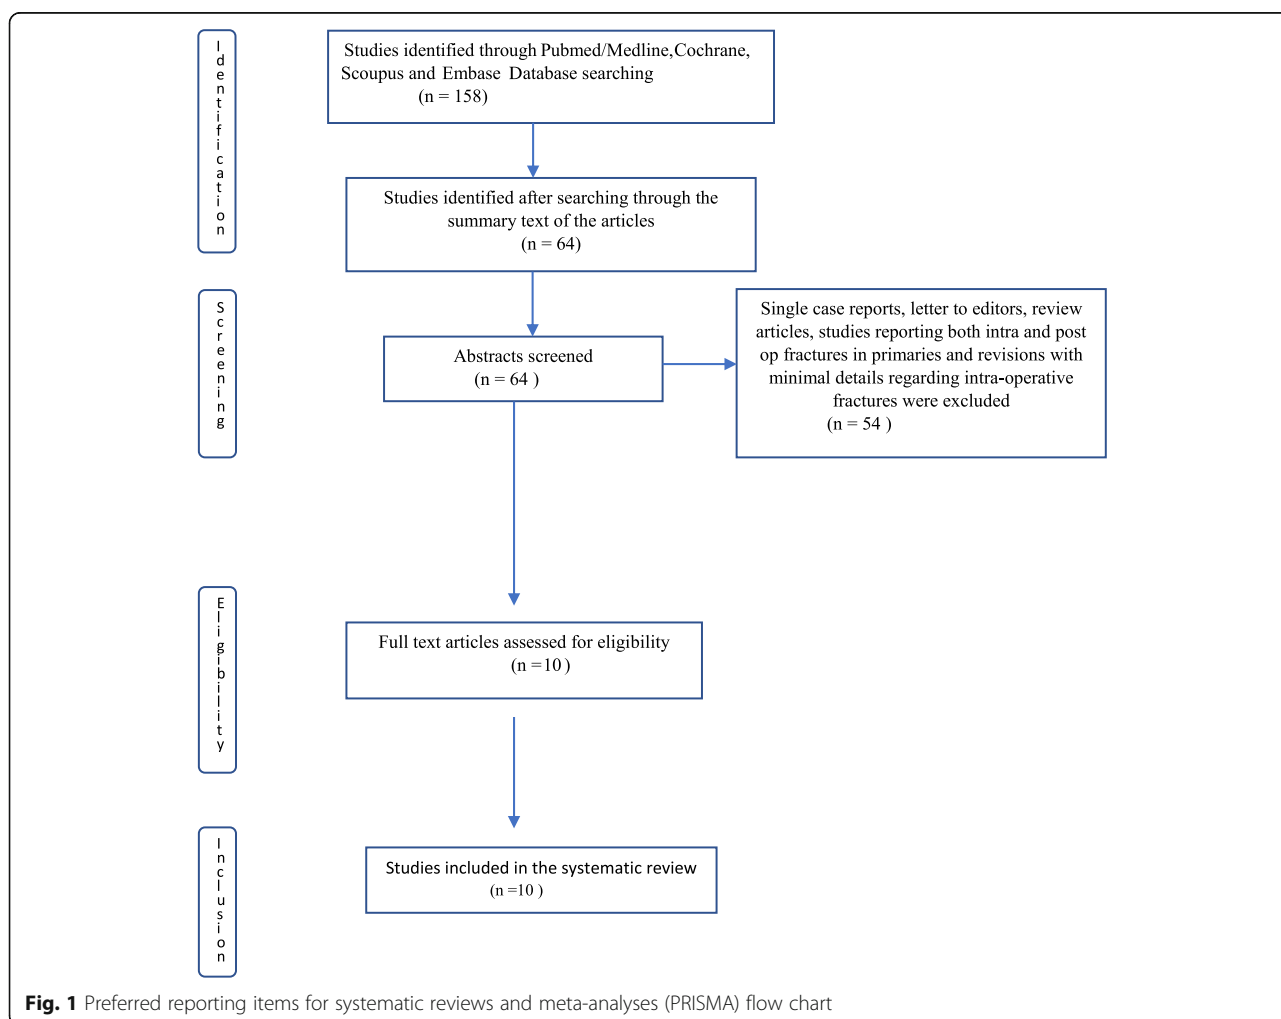 Identification
Studies identified through Pubmed/Medline,Cochrane,
Scoupus and Embase Database searching
(n = 158)
Studies identified after searching through the
summary text of the articles
(n = 64)
Screening
Abstracts screened
(n = 64 )
Single case reports, letter to editors, review
articles, studies reporting both intra and post
op fractures in primaries and revisions with
minimal details regarding intra-operative
fractures were excluded
(n = 54 )
Eligibility
Full text articles assessed for eligibility
(n =10 )
Inclusion
Studies included in the systematic review
(n =10 )
Fig. 1 Preferred reporting items for systematic reviews and meta-analyses (PRISMA) flow chart